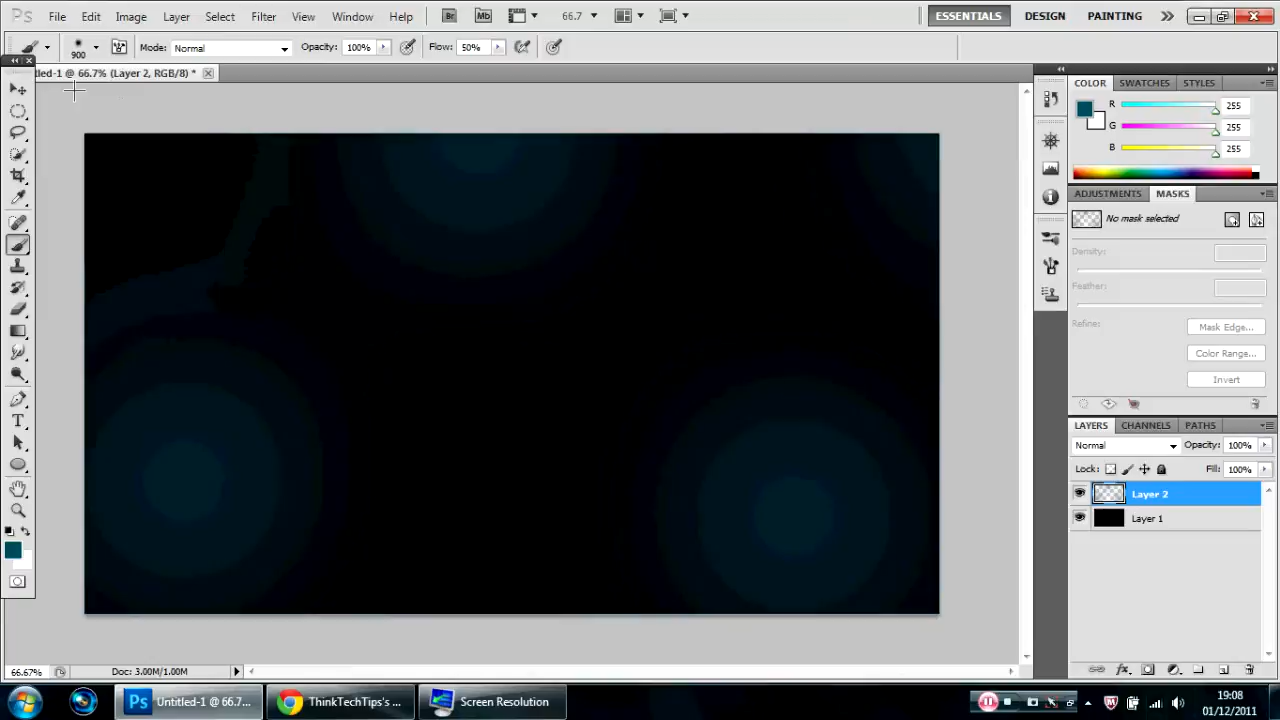 Ps File Edit Image Layer Select Filter View Window Help Br Mb 66.7 ESSENTIALS DESIGN PAINTING
900 Mode: Normal Opacity: 100% Flow: 50%
tled-1 @ 66.7% (Layer 2, RGB/8) *
COLOR SWATCHES STYLES
R 255
G 255
B 255
ADJUSTMENTS MASKS
No mask selected
Density:
Feather:
Refine: Mask Edge...
Color Range...
Invert
LAYERS CHANNELS PATHS
Normal Opacity: 100%
Lock: Fill: 100%
Layer 2
Layer 1
66.67% Doc: 3.00M/1.00M
Ps Untitled-1 @ 66.7... ThinkTechTips's ... Screen Resolution
19:08
01/12/2011